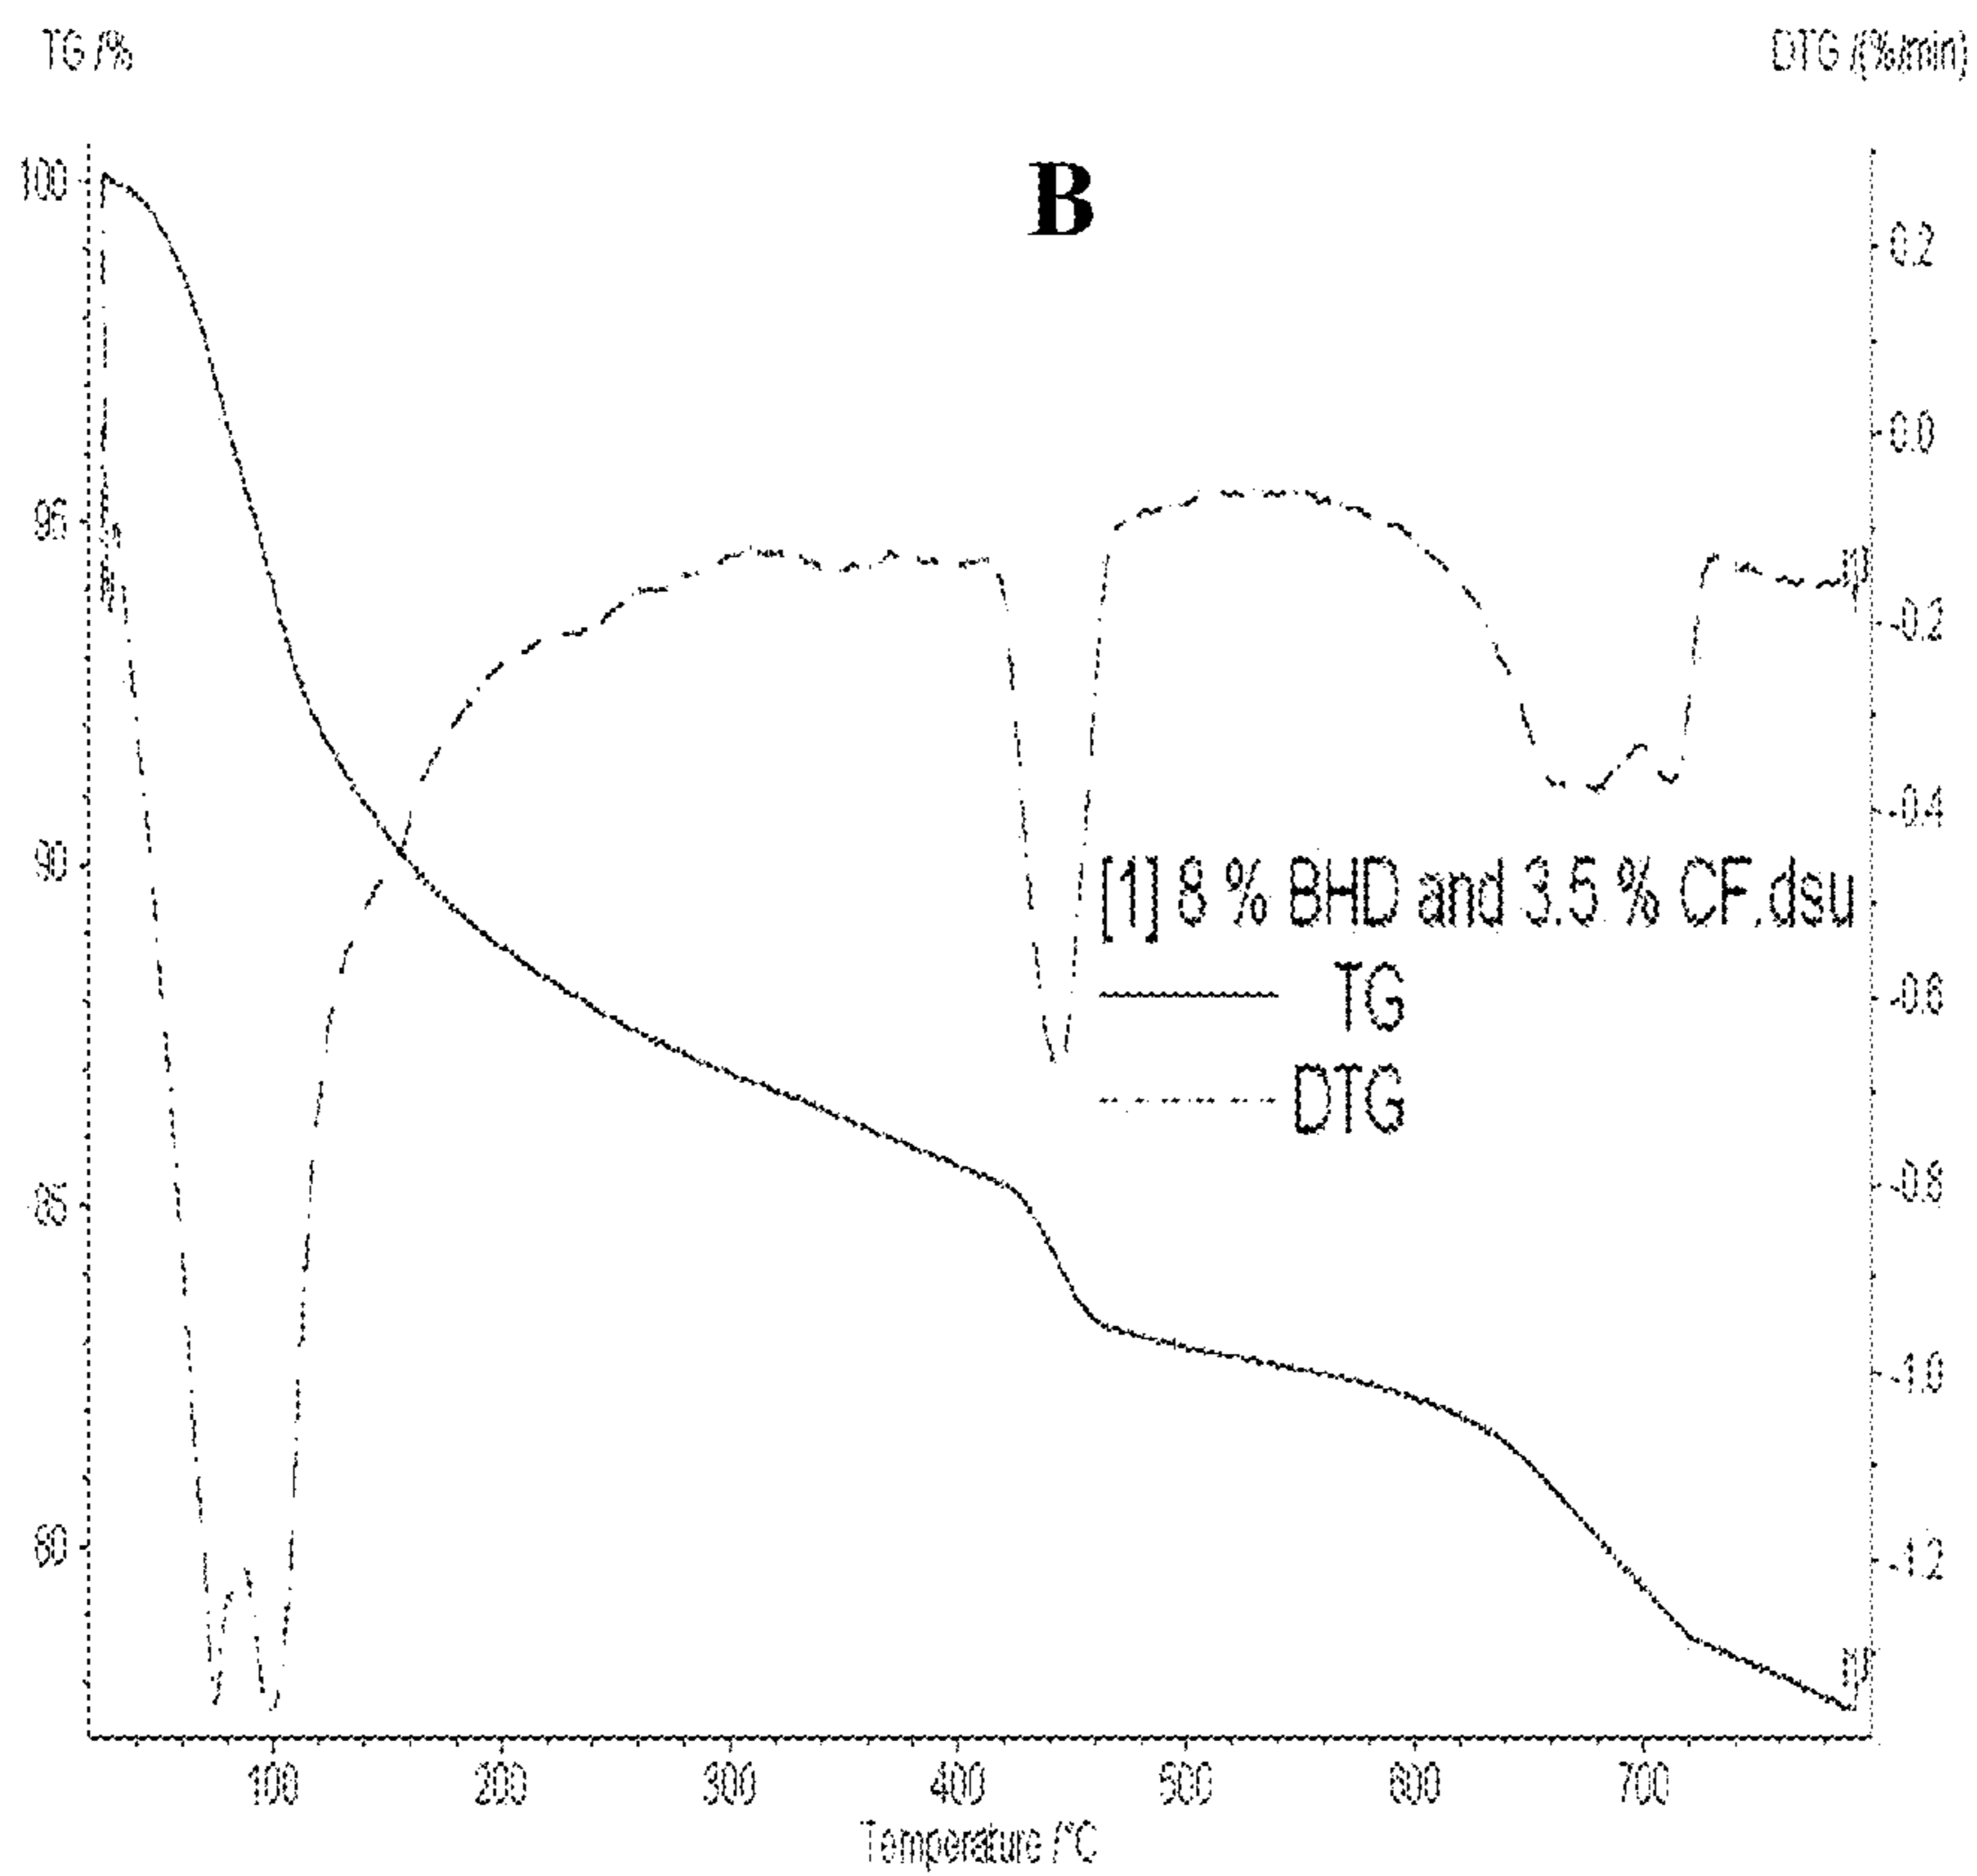 TG /%
DTG /(%/min)
B
100
95
90
85
80
0.2
0.0
-0.2
-0.4
-0.6
-0.8
-1.0
-1.2
[1] 8 % BHD and 3.5 % CF.dsu
TG
DTG
[1]
[1]
100 200 300 400 500 600 700
Temperature /°C